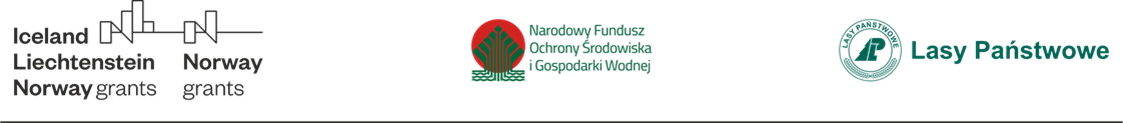 Iceland
Liechtenstein Norway
Norway grants grants
Narodowy Fundusz
Ochrony Środowiska
i Gospodarki Wodnej
LASY PAŃSTWOWE
Lasy Państwowe